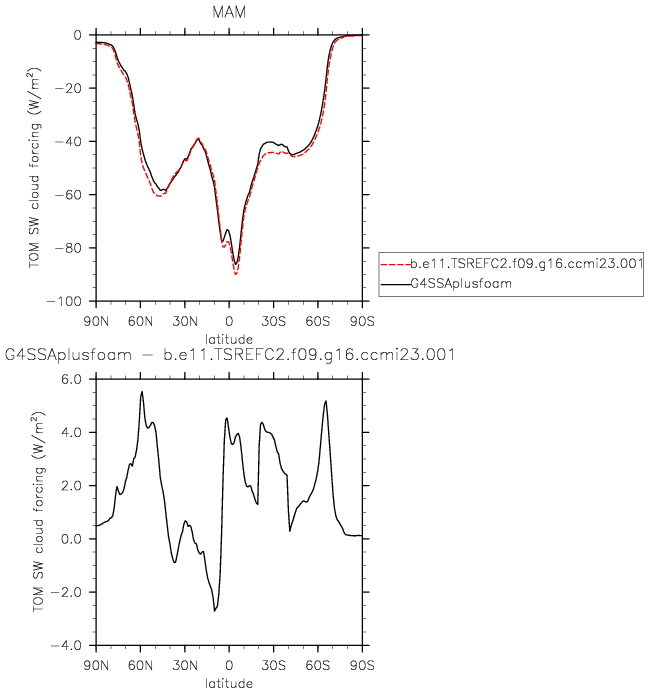 MAM
TOM SW cloud forcing (W/m²)
0
−20
−40
−60
−80
−100
90N 60N 30N 0 30S 60S 90S
latitude
b.e11.TSREFC2.f09.g16.ccmi23.001
G4SSAplusfoam
G4SSAplusfoam − b.e11.TSREFC2.f09.g16.ccmi23.001
TOM SW cloud forcing (W/m²)
6.0
4.0
2.0
0.0
−2.0
−4.0
90N 60N 30N 0 30S 60S 90S
latitude